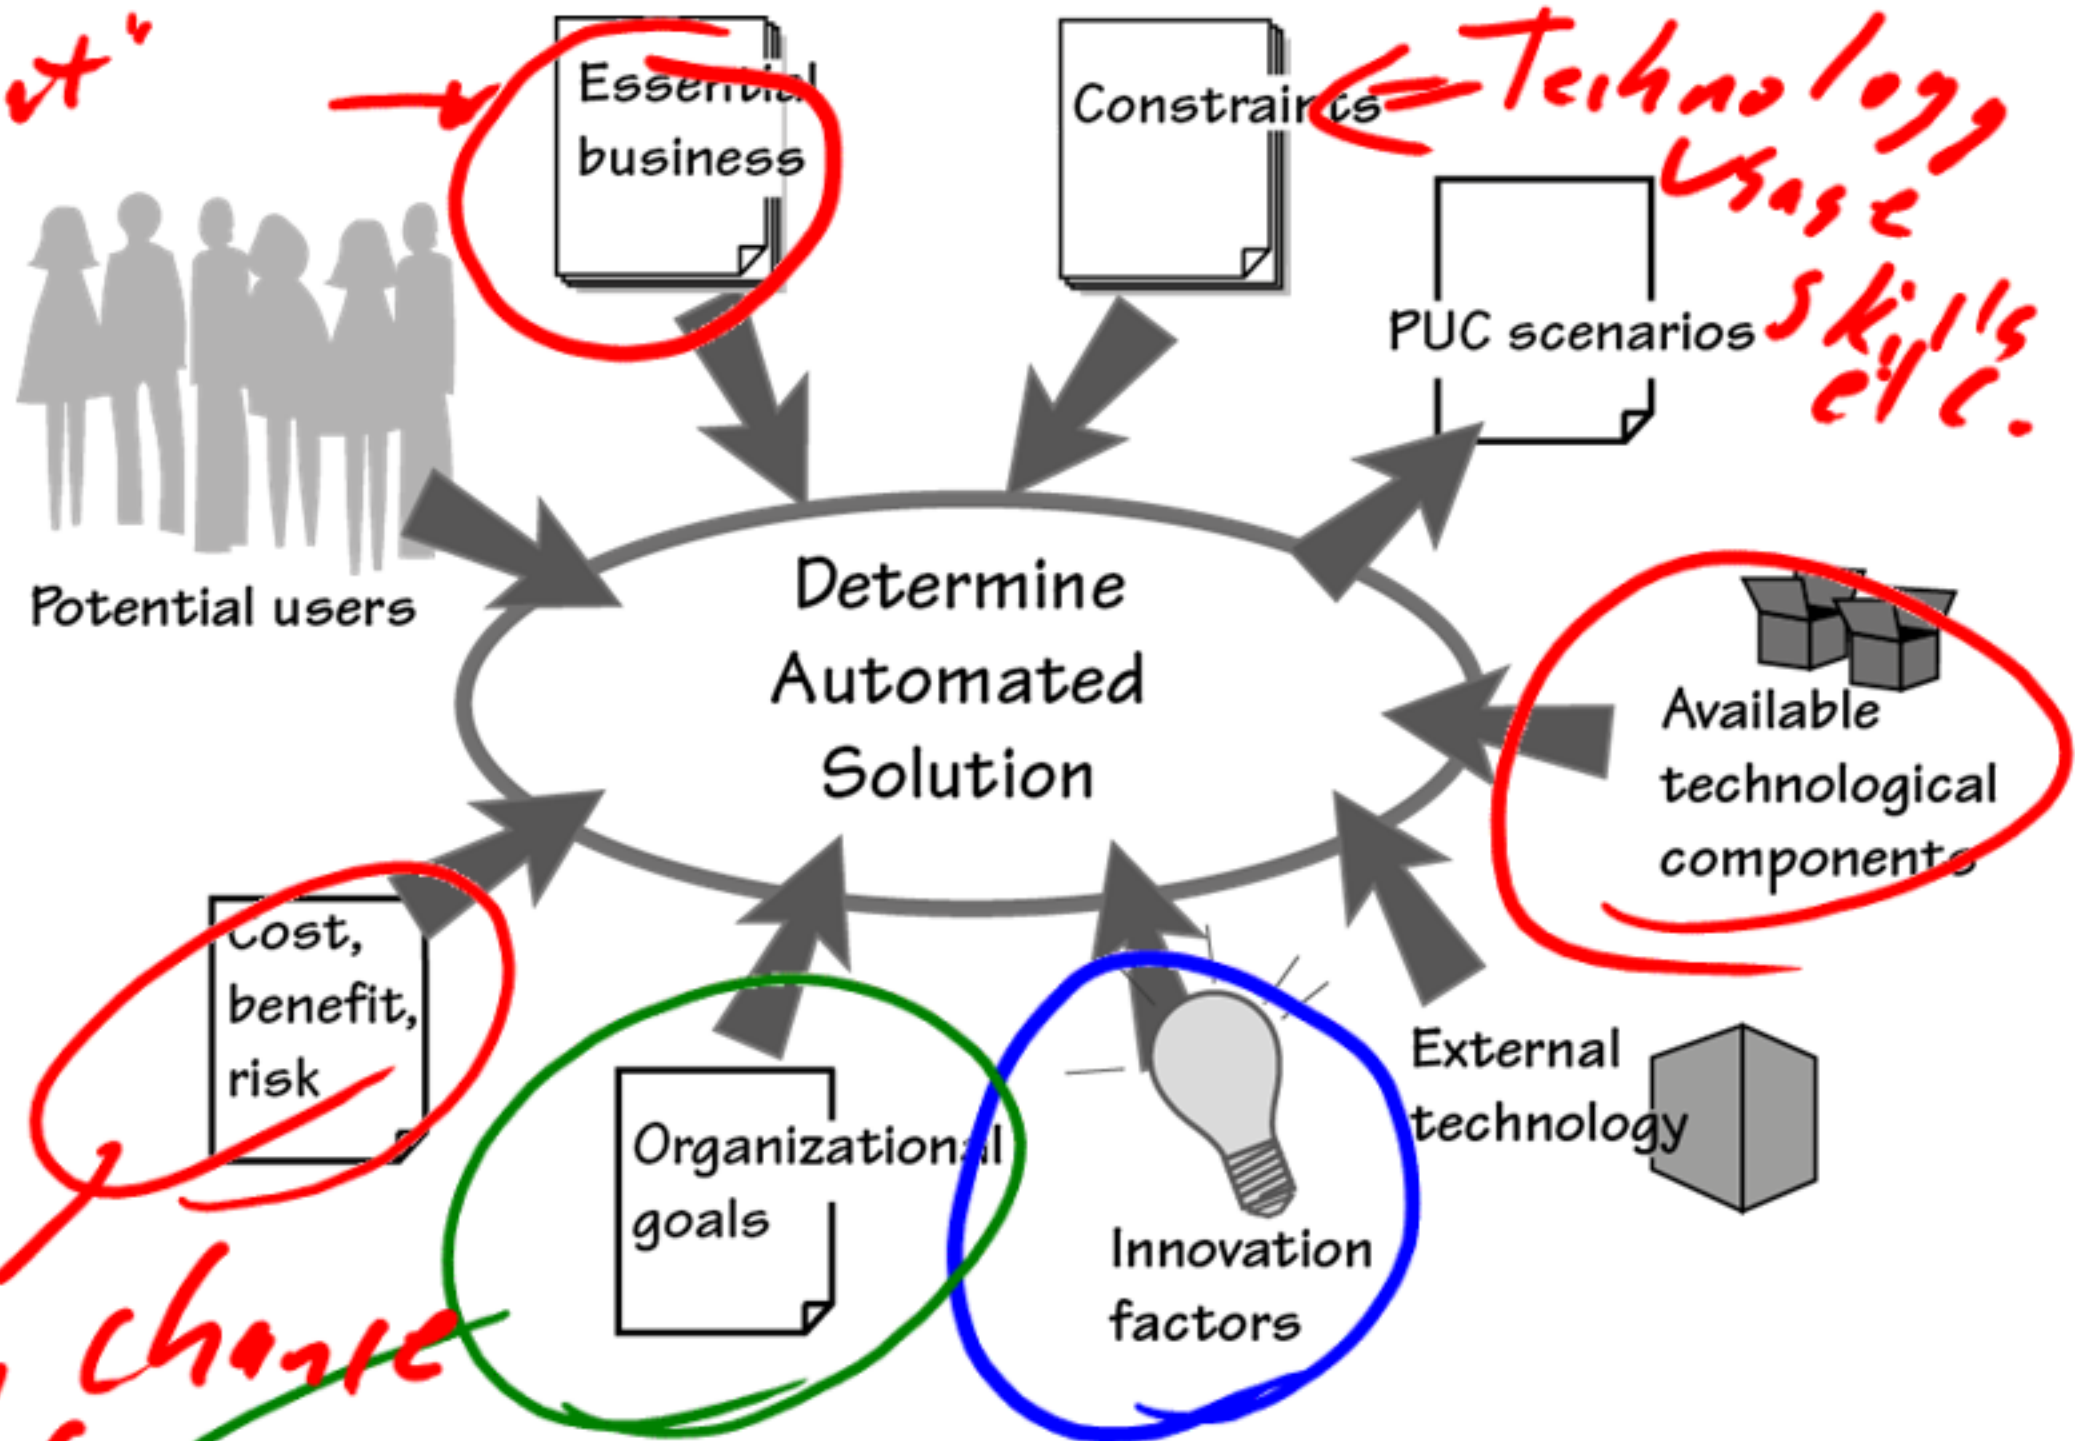 Essential
business
Constraints
Technology
usage
skills
etc.
PUC scenarios
Potential users
Determine
Automated
Solution
Available
technological
components
Cost,
benefit,
risk
Organizational
goals
Innovation
factors
External
technology
change